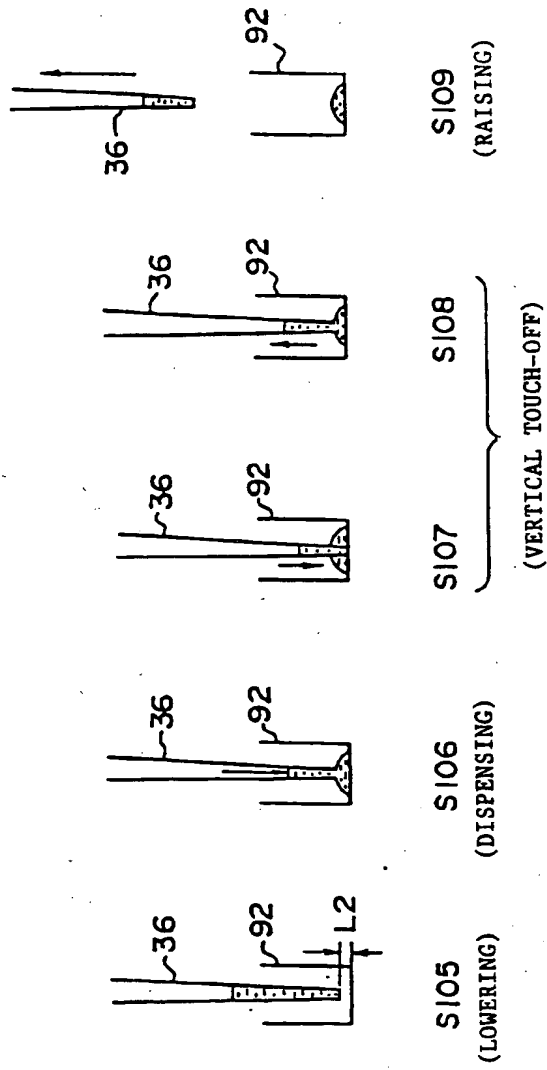 36
92
L2
S105
(LOWERING)
36
92
S106
(DISPENSING)
36
92
S107
36
92
S108
(VERTICAL TOUCH-OFF)
36
92
S109
(RAISING)